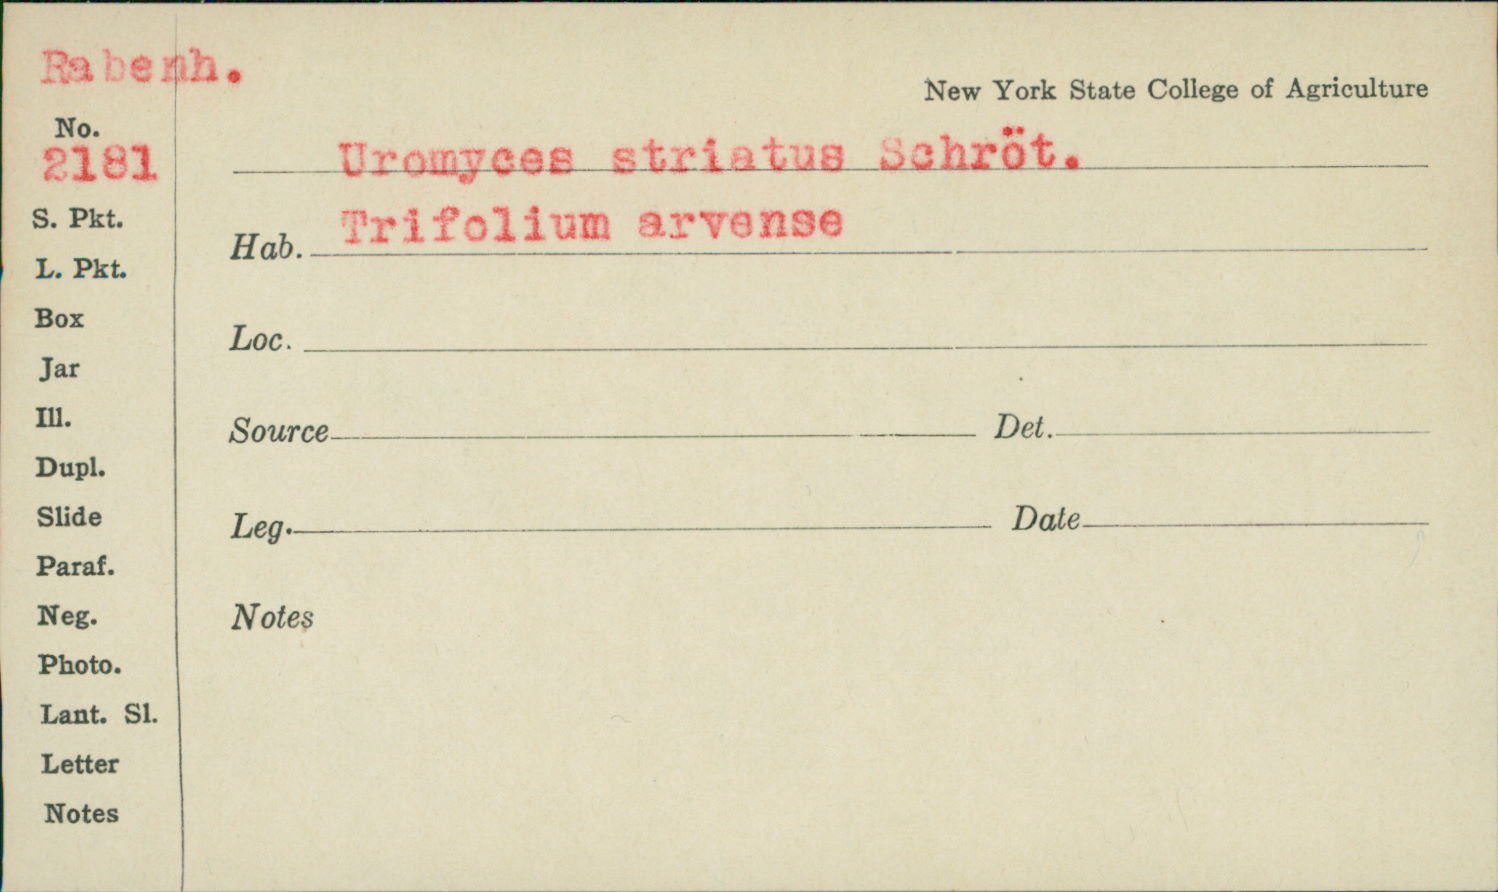 Rabenh.
New York State College of Agriculture
No.
2181
Uromyces striatus Schröt.
Hab. Trifolium arvense
Loc.
Source Det.
Leg. Date
Notes
S. Pkt.
L. Pkt.
Box
Jar
Ill.
Dupl.
Slide
Paraf.
Neg.
Photo.
Lant. Sl.
Letter
Notes